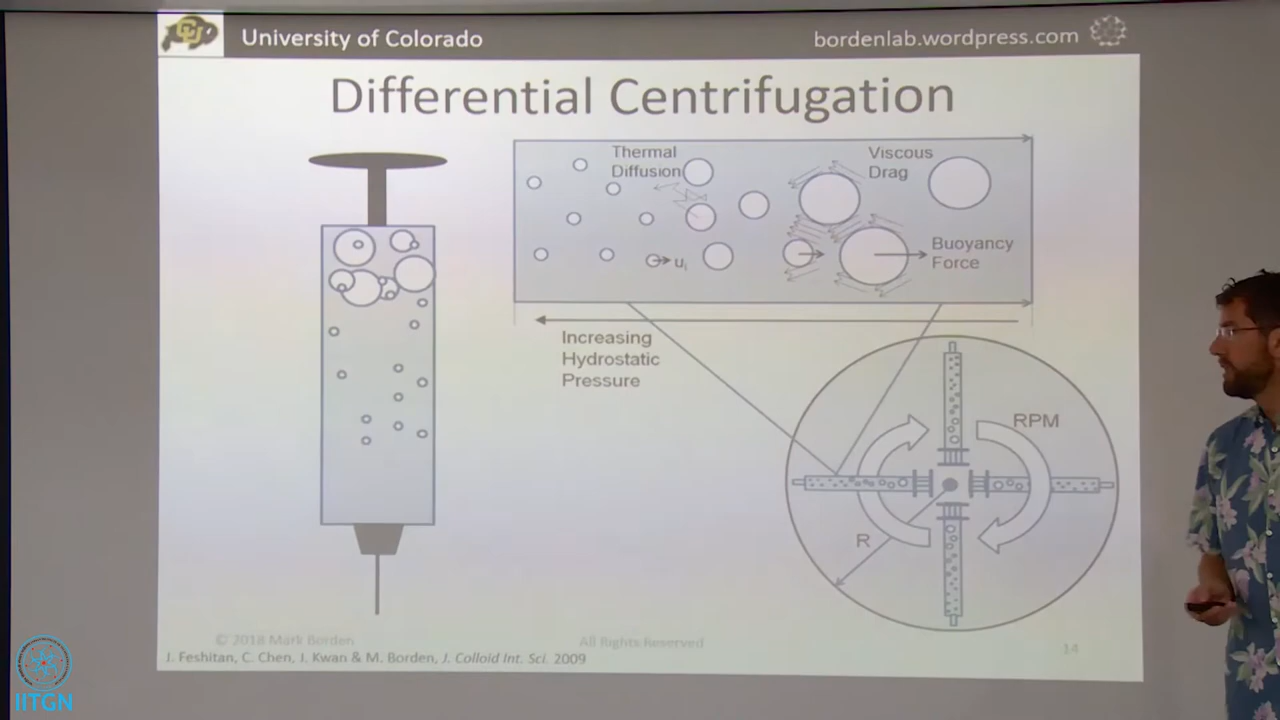 CU
University of Colorado
bordenlab.wordpress.com
Differential Centrifugation
Thermal
Diffusion
Viscous
Drag
Buoyancy
Force
ui
Increasing
Hydrostatic
Pressure
RPM
R
© 2018 Mark Borden
All Rights Reserved
14
J. Feshitan, C. Chen, J. Kwan & M. Borden, J. Colloid Int. Sci. 2009
IITGN